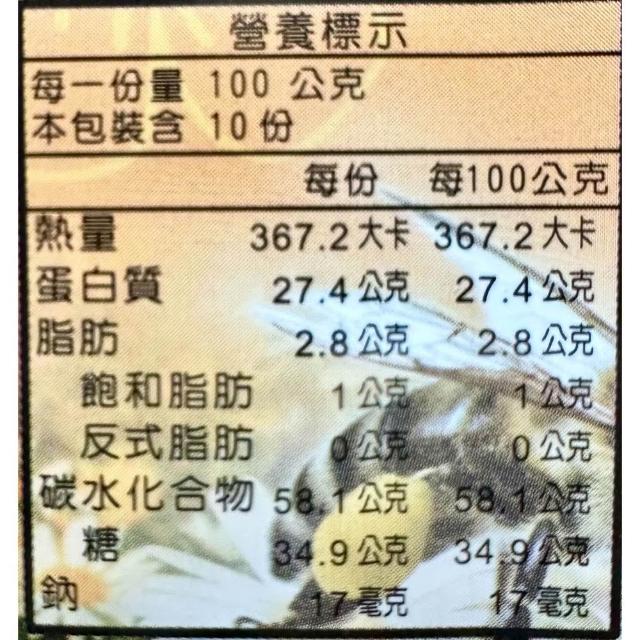 營養標示
每一份量 100 公克
本包裝含 10份
每份 每100公克
熱量 367.2大卡 367.2大卡
蛋白質 27.4公克 27.4公克
脂肪 2.8公克 2.8公克
飽和脂肪 1公克 1公克
反式脂肪 0公克 0公克
碳水化合物 58.1公克 58.1公克
糖 34.9公克 34.9公克
鈉 17毫克 17毫克